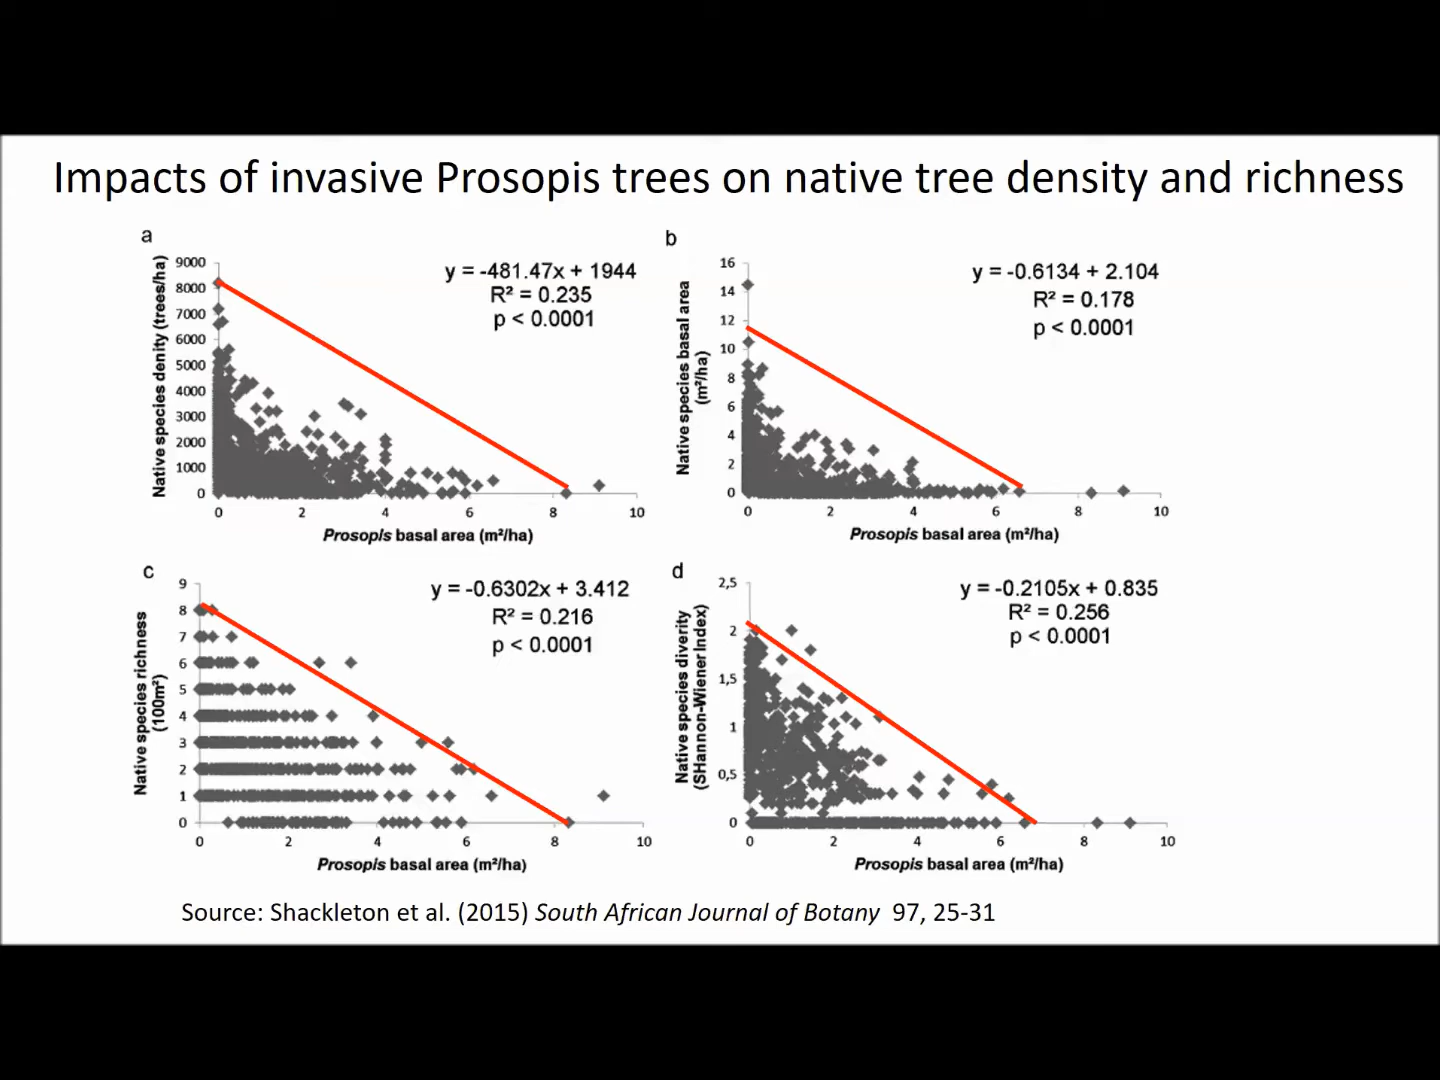 Impacts of invasive Prosopis trees on native tree density and richness
a
Native species denity (trees/ha)
9000
8000
7000
6000
5000
4000
3000
2000
1000
0
y = -481.47x + 1944
R² = 0.235
p < 0.0001
0 2 4 6 8 10
Prosopis basal area (m²/ha)
b
Native species basal area
(m²/ha)
16
14
12
10
8
6
4
2
0
y = -0.6134 + 2.104
R² = 0.178
p < 0.0001
0 2 4 6 8 10
Prosopis basal area (m²/ha)
c
Native species richness
(100m²)
9
8
7
6
5
4
3
2
1
0
y = -0.6302x + 3.412
R² = 0.216
p < 0.0001
0 2 4 6 8 10
Prosopis basal area (m²/ha)
d
Native species diverity
(SHannon-Wiener Index)
2,5
2
1,5
1
0,5
0
y = -0.2105x + 0.835
R² = 0.256
p < 0.0001
0 2 4 6 8 10
Prosopis basal area (m²/ha)
Source: Shackleton et al. (2015) South African Journal of Botany 97, 25-31